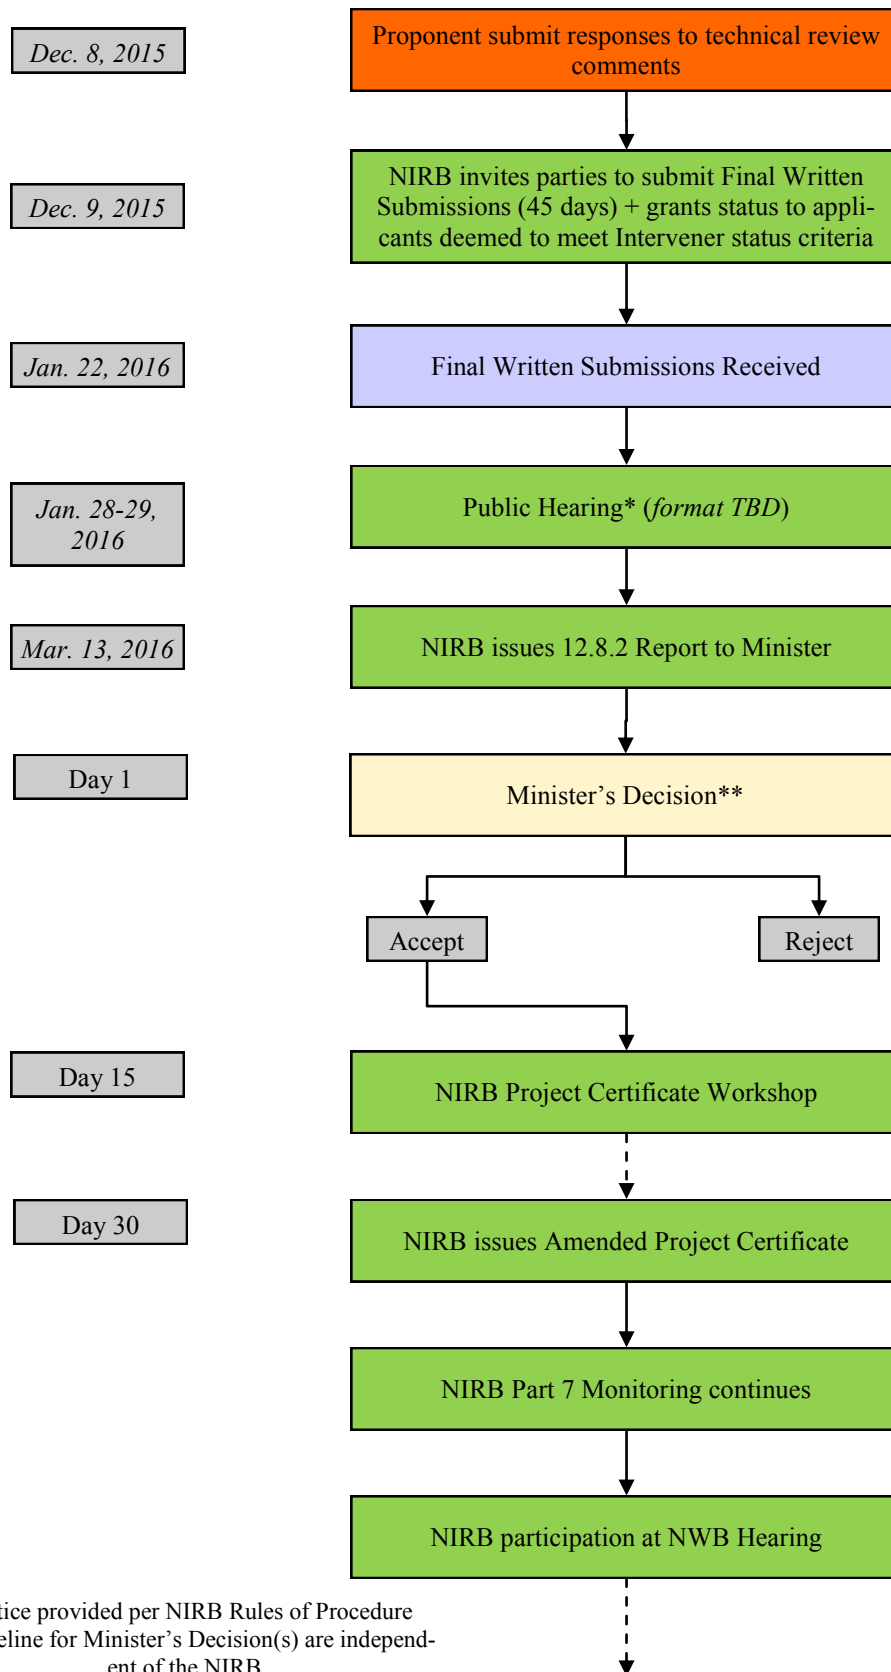 Dec. 8, 2015
Proponent submit responses to technical review
comments
Dec. 9, 2015
NIRB invites parties to submit Final Written
Submissions (45 days) + grants status to appli-
cants deemed to meet Intervener status criteria
Jan. 22, 2016
Final Written Submissions Received
Jan. 28-29,
2016
Public Hearing* (format TBD)
Mar. 13, 2016
NIRB issues 12.8.2 Report to Minister
Day 1
Minister’s Decision**
Accept
Reject
Day 15
NIRB Project Certificate Workshop
Day 30
NIRB issues Amended Project Certificate
NIRB Part 7 Monitoring continues
NIRB participation at NWB Hearing
tice provided per NIRB Rules of Procedure
eline for Minister’s Decision(s) are independ-
ent of the NIRB